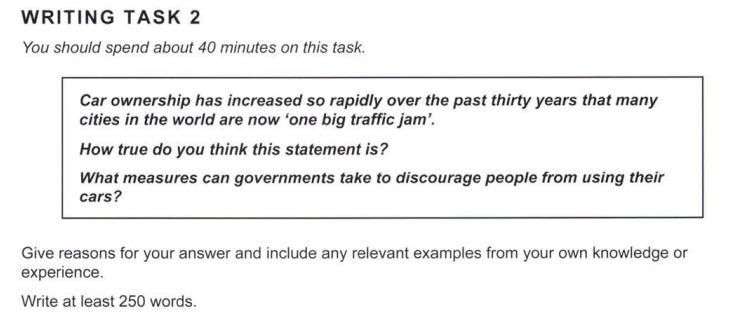 WRITING TASK 2
You should spend about 40 minutes on this task.
Car ownership has increased so rapidly over the past thirty years that many
cities in the world are now ‘one big traffic jam’.
How true do you think this statement is?
What measures can governments take to discourage people from using their
cars?
Give reasons for your answer and include any relevant examples from your own knowledge or
experience.
Write at least 250 words.